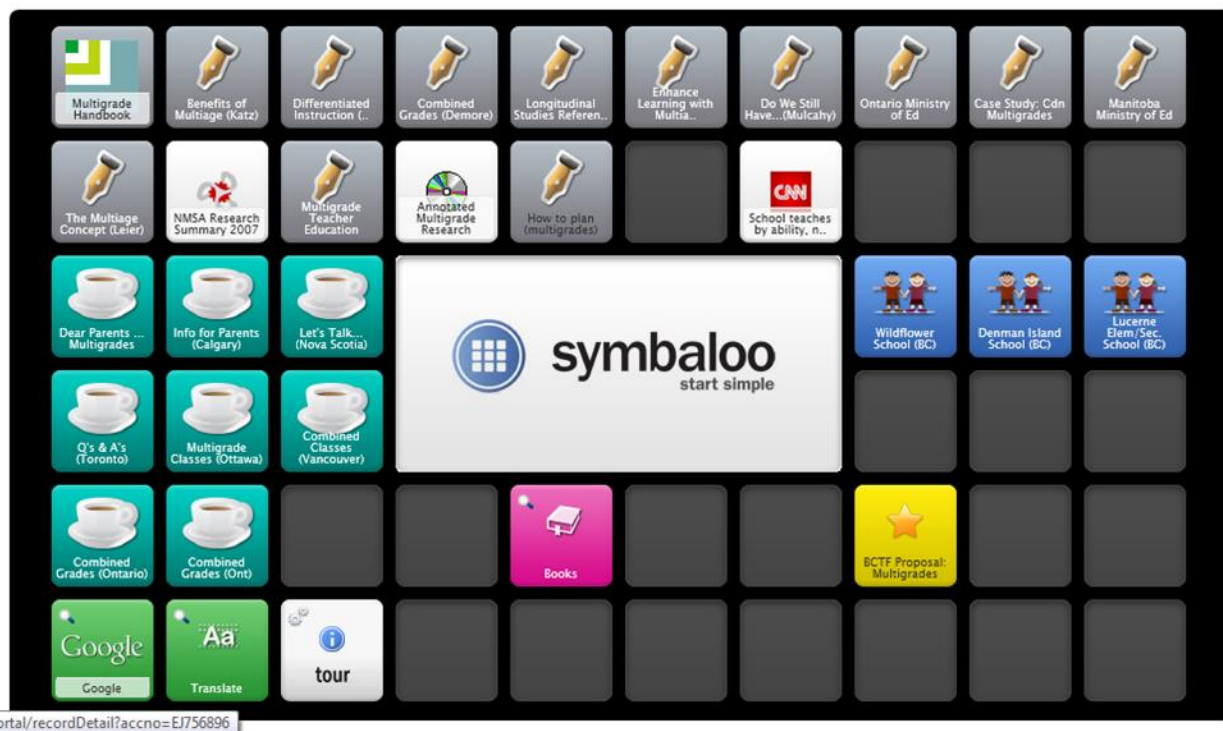 Multigrade
Handbook
Benefits of
Multiage (Katz)
Differentiated
Instruction (..
Combined
Grades (Demore)
Longitudinal
Studies Referen..
Enhance
Learning with
Multia..
Do We Still
Have...(Mulcahy)
Ontario Ministry
of Ed
Case Study: Cdn
Multigrades
Manitoba
Ministry of Ed
The Multiage
Concept (Leier)
NMSA Research
Summary 2007
Multigrade
Teacher
Education
Annotated
Multigrade
Research
How to plan
(multigrades)
CNN
School teaches
by ability, n..
Dear Parents ...
Multigrades
Info for Parents
(Calgary)
Let's Talk...
(Nova Scotia)
symbaloo
start simple
Wildflower
School (BC)
Denman Island
School (BC)
Lucerne
Elem/Sec.
School (BC)
Q's & A's
(Toronto)
Multigrade
Classes (Ottawa)
Combined
Classes
(Vancouver)
Combined
Grades (Ontario)
Combined
Grades (Ont)
Books
BCTF Proposal:
Multigrades
Google
Google
Aa
Translate
tour
ortal/recordDetail?accno=EJ756896